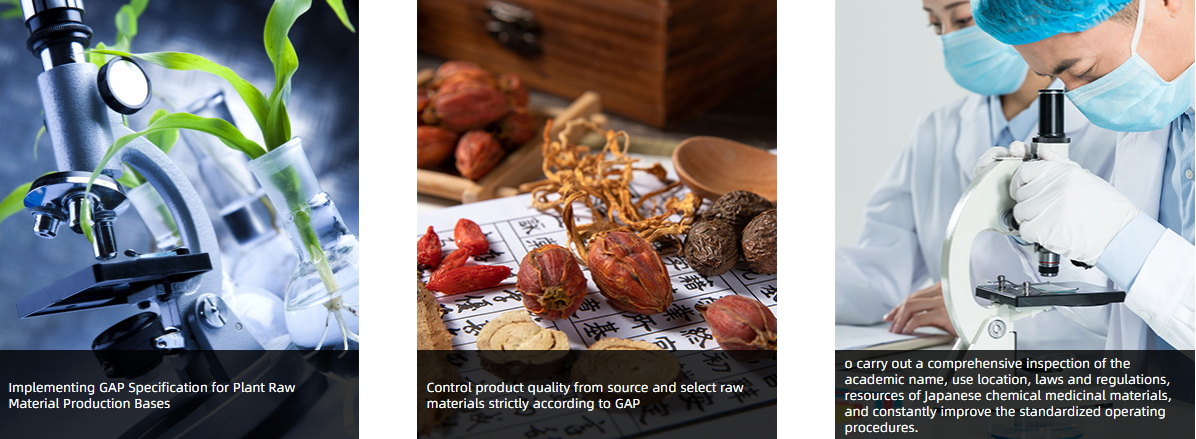 Implementing GAP Specification for Plant Raw
Material Production Bases
Control product quality from source and select raw
materials strictly according to GAP
o carry out a comprehensive inspection of the
academic name, use location, laws and regulations,
resources of Japanese chemical medicinal materials,
and constantly improve the standardized operating
procedures.